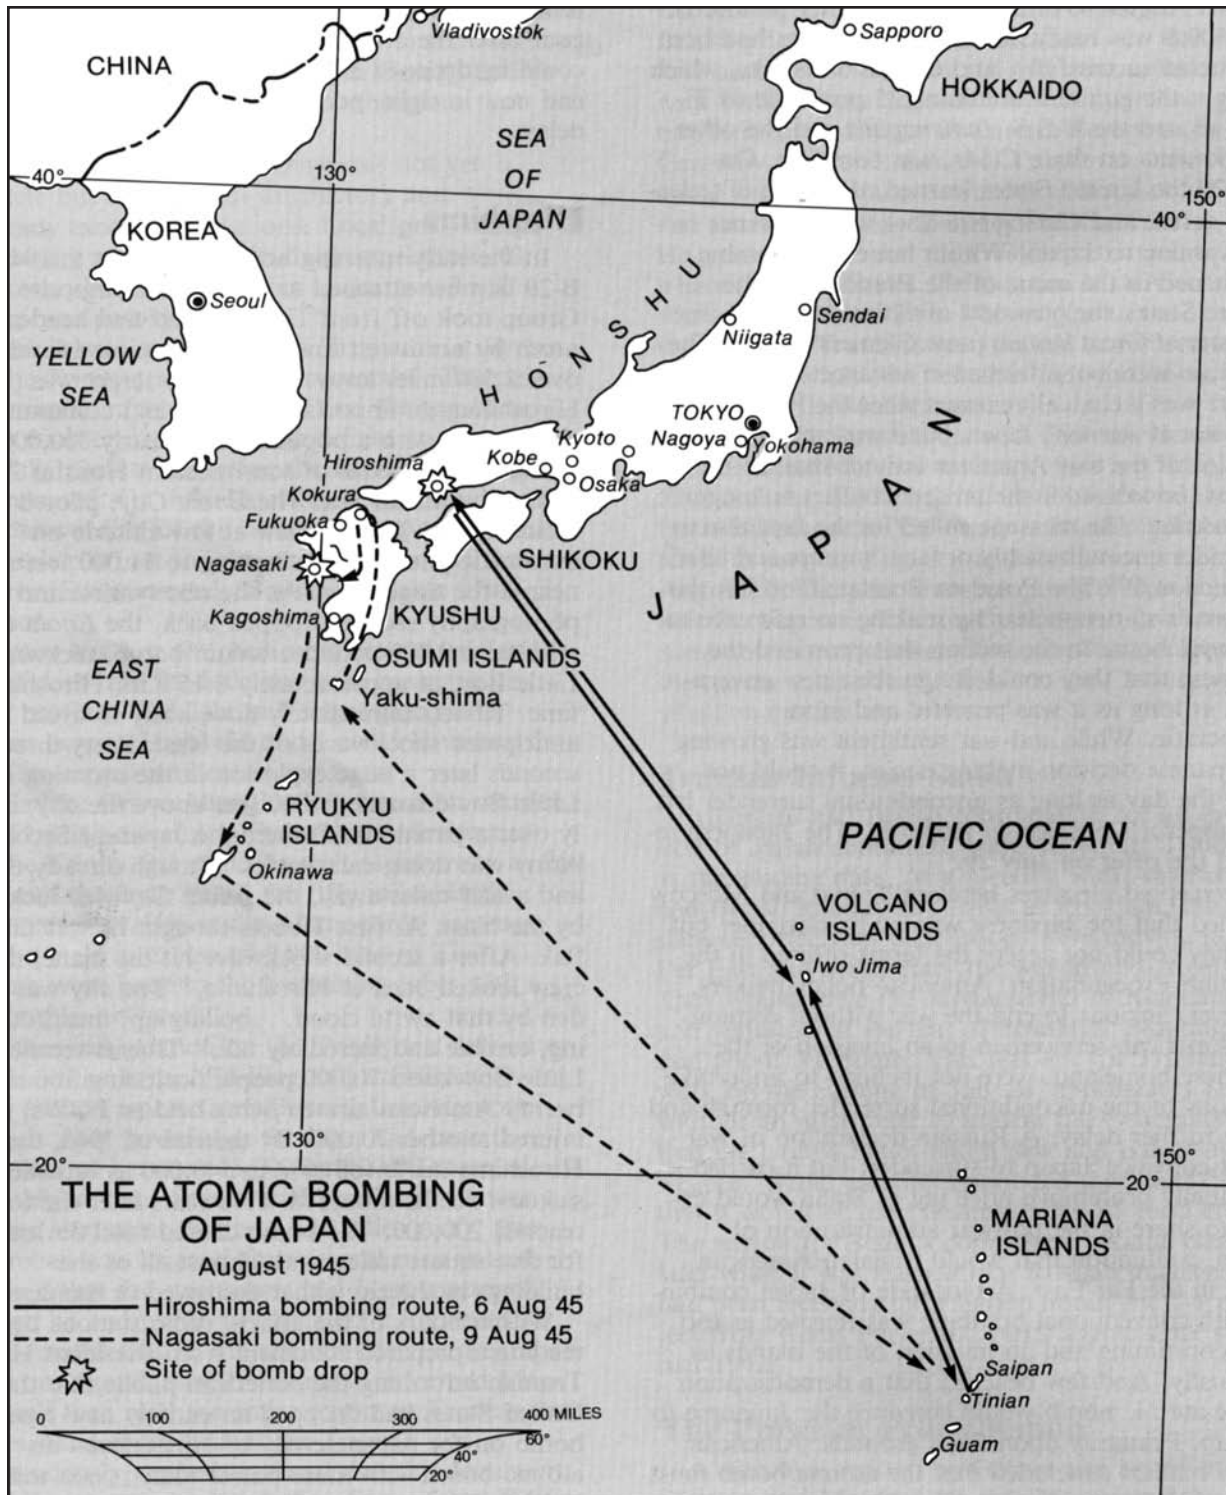 CHINA
Vladivostok
Sapporo
HOKKAIDO
SEA
OF
JAPAN
40°
130°
150°
40°
KOREA
Seoul
YELLOW
SEA
HONSHU
Niigata
Sendai
TOKYO
Nagoya
Yokohama
Kyoto
Kobe
Osaka
Hiroshima
Kokura
Fukuoka
Nagasaki
Kagoshima
SHIKOKU
KYUSHU
JAPAN
OSUMI ISLANDS
Yaku-shima
EAST
CHINA
SEA
RYUKYU
ISLANDS
Okinawa
PACIFIC OCEAN
VOLCANO
ISLANDS
Iwo Jima
130°
150°
20°
20°
MARIANA
ISLANDS
Saipan
Tinian
Guam
THE ATOMIC BOMBING
OF JAPAN
August 1945
Hiroshima bombing route, 6 Aug 45
Nagasaki bombing route, 9 Aug 45
Site of bomb drop
0 100 200 300 400 MILES
60°
40°
20°